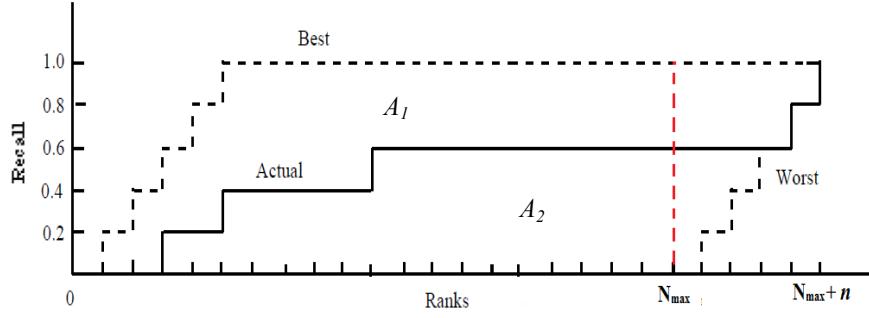 Best
1.0
0.8
A1
0.6
Recall
Actual
Worst
0.4
A2
0.2
0
Ranks
Nmax
Nmax + n